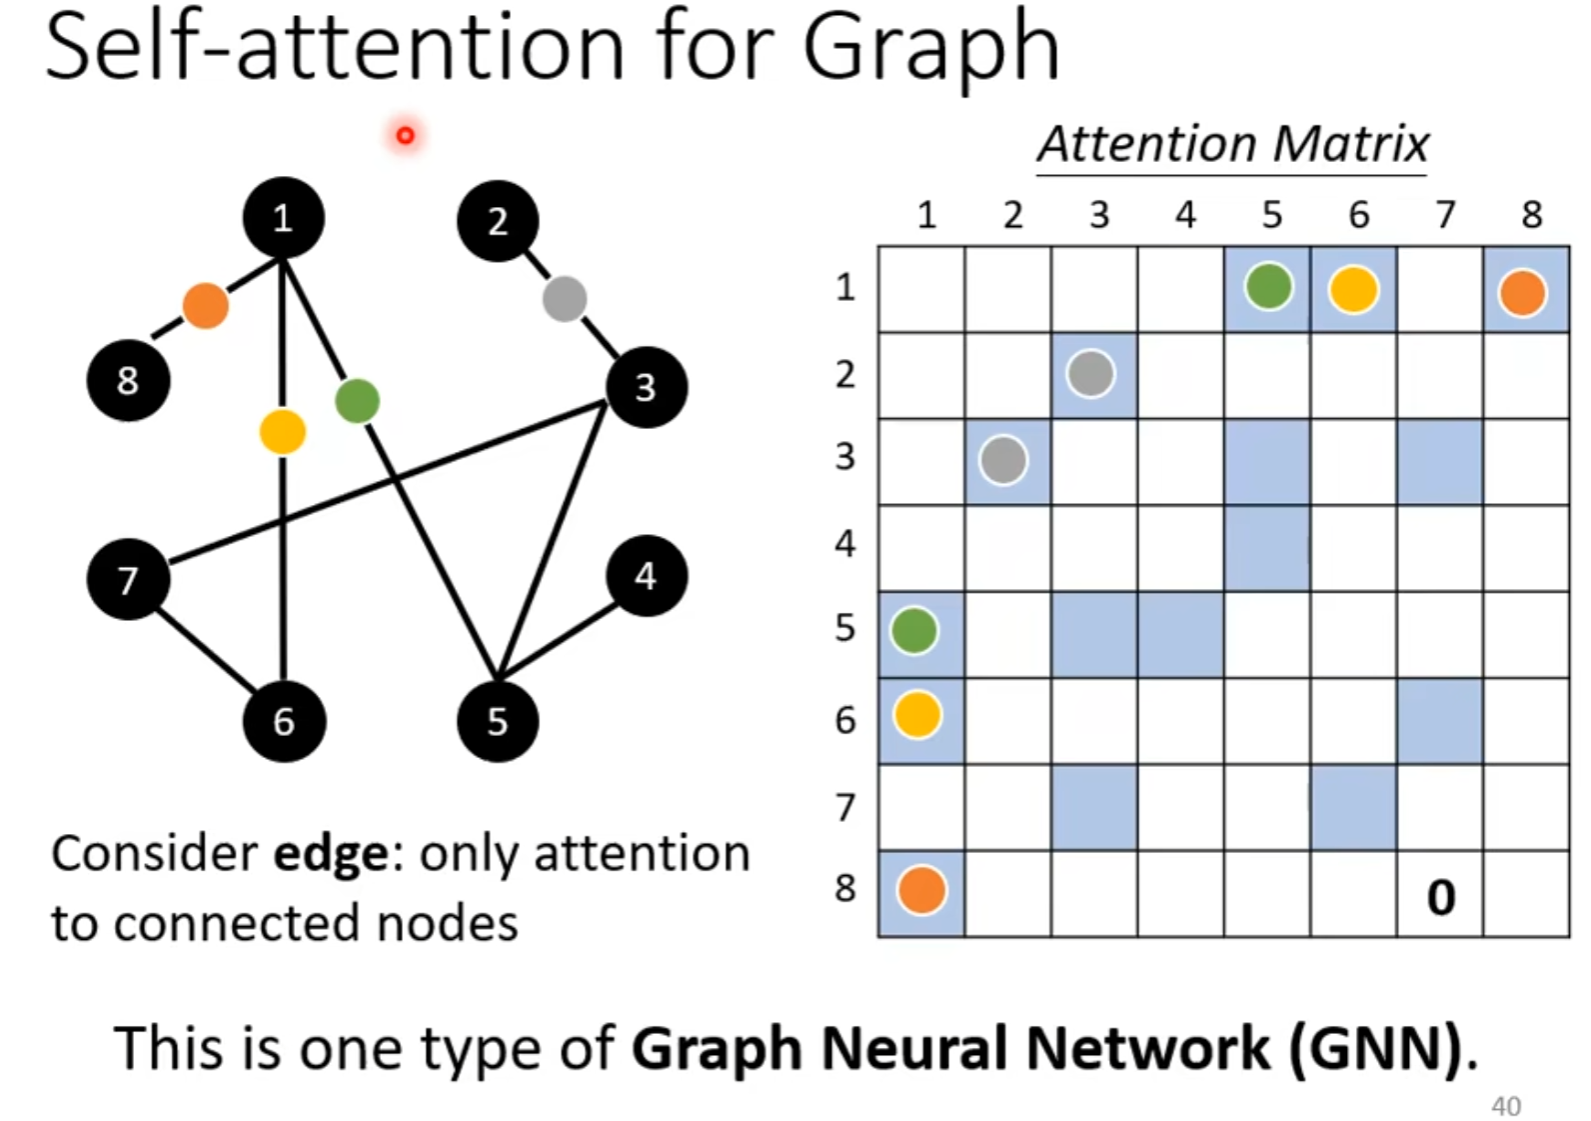 Self-attention for Graph
Attention Matrix
1 2 3 4 5 6 7 8
1
2
3
4
5
6
7
8 0
1
2
8
3
7
4
6
5
Consider edge: only attention
to connected nodes
This is one type of Graph Neural Network (GNN).
40